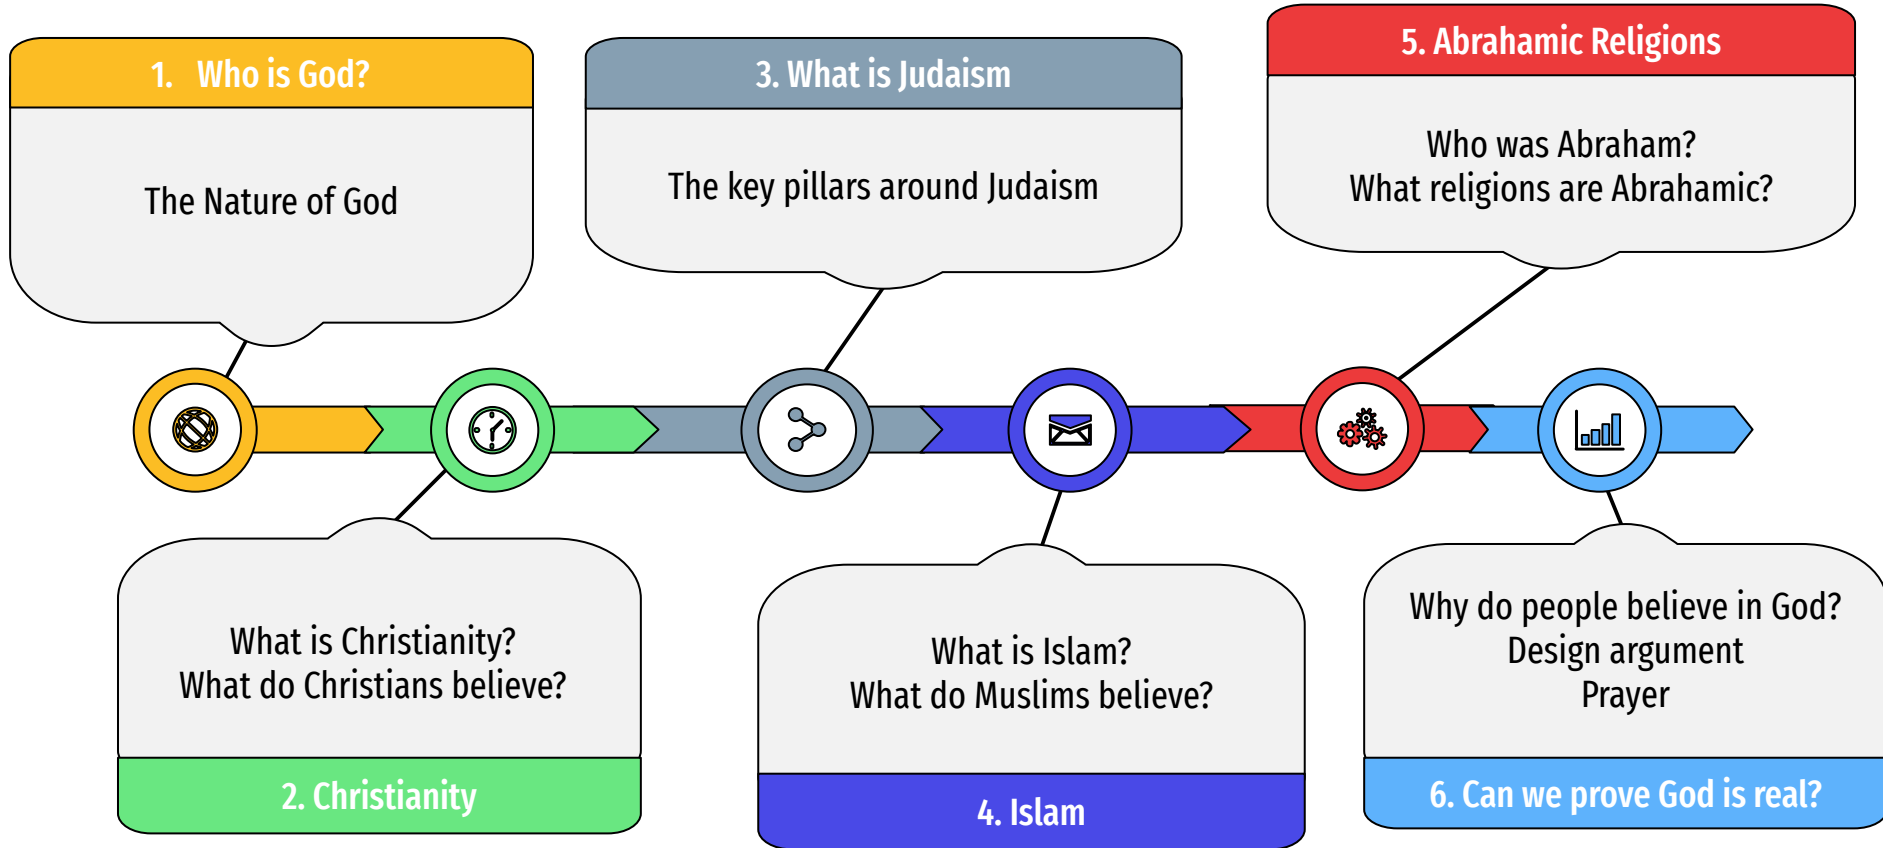 1. Who is God?
The Nature of God
2. Christianity
What is Christianity?
What do Christians believe?
3. What is Judaism
The key pillars around Judaism
4. Islam
What is Islam?
What do Muslims believe?
5. Abrahamic Religions
Who was Abraham?
What religions are Abrahamic?
6. Can we prove God is real?
Why do people believe in God?
Design argument
Prayer